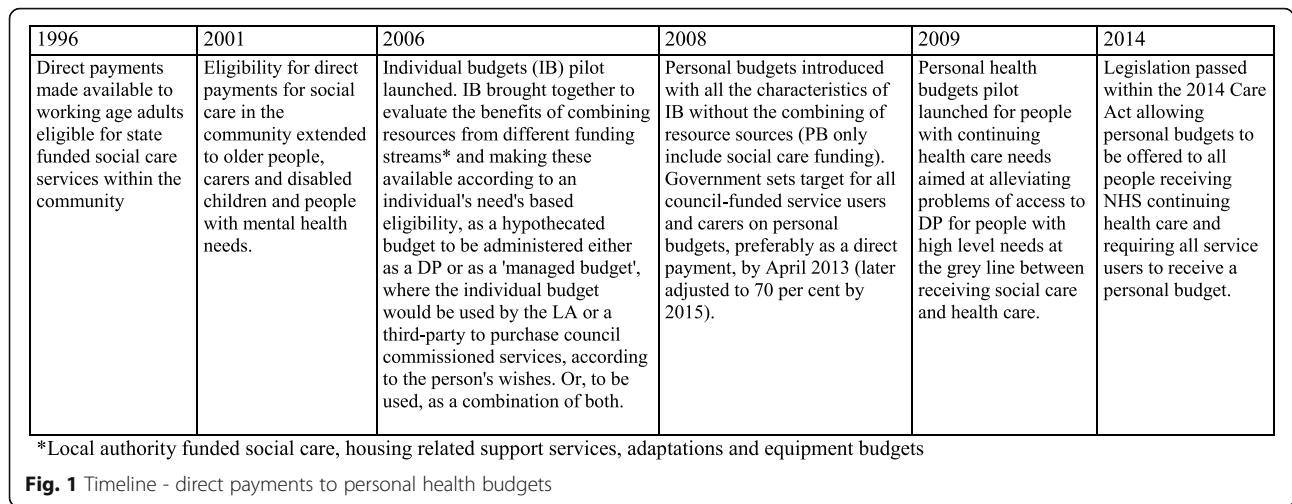 1996
Direct payments
made available to
working age adults
eligible for state
funded social care
services within the
community
2001
Eligibility for direct
payments for social
care in the
community extended
to older people,
carers and disabled
children and people
with mental health
needs.
2006
Individual budgets (IB) pilot
launched. IB brought together to
evaluate the benefits of combining
resources from different funding
streams* and making these
available according to an
individual's need's based
eligibility, as a hypothecated
budget to be administered either
as a DP or as a 'managed budget',
where the individual budget
would be used by the LA or a
third-party to purchase council
commissioned services, according
to the person's wishes. Or, to be
used, as a combination of both.
2008
Personal budgets introduced
with all the characteristics of
IB without the combining of
resource sources (PB only
include social care funding).
Government sets target for all
council-funded service users
and carers on personal
budgets, preferably as a direct
payment, by April 2013 (later
adjusted to 70 per cent by
2015).
2009
Personal health
budgets pilot
launched for people
with continuing
health care needs
aimed at alleviating
problems of access to
DP for people with
high level needs at
the grey line between
receiving social care
and health care.
2014
Legislation passed
within the 2014 Care
Act allowing
personal budgets to
be offered to all
people receiving
NHS continuing
health care and
requiring all service
users to receive a
personal budget.
*Local authority funded social care, housing related support services, adaptations and equipment budgets
Fig. 1 Timeline - direct payments to personal health budgets